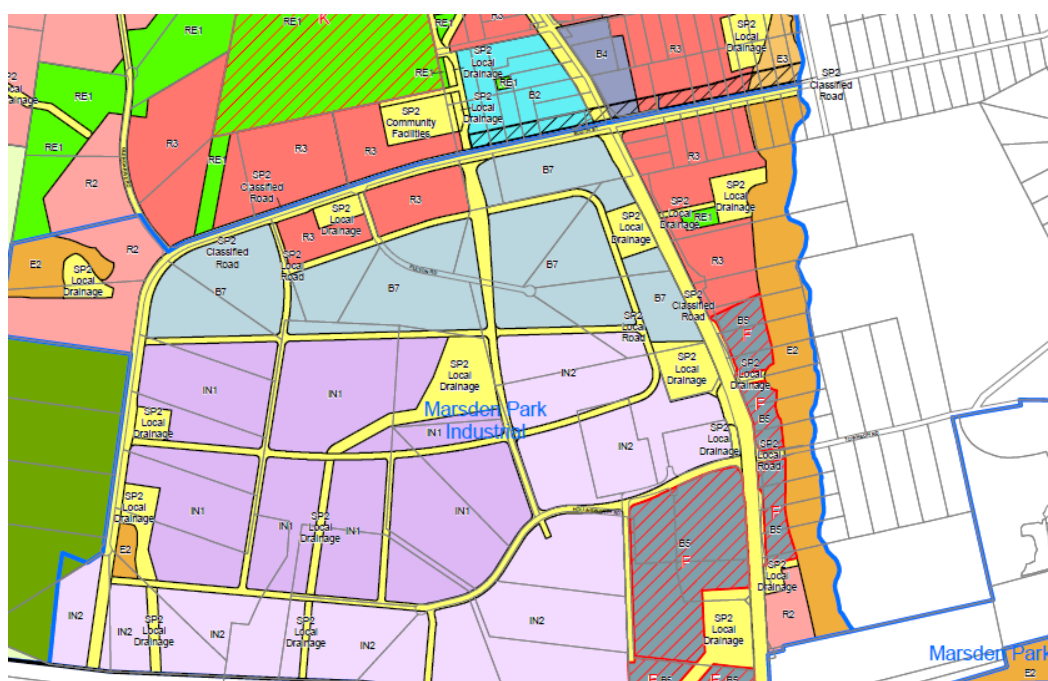 RE1
K
RE1
R3
SP2
Local
Drainage
B4
R3
SP2
Local
Drainage
E3
SP2
Local
Drainage
RE1
RE1
RE1
B2
SP2
Local
Drainage
SP2
Classified
Road
SP2
Community
Facilities
RE1
R3
R3
R3
R2
SP2
Classified
Road
R3
B7
R3
SP2
Local
Drainage
R3
SP2
Local
Drainage
SP2
Local
Drainage
SP2
Local
Drainage
RE1
R2
SP2
Classified
Road
SP2
Local
Road
E2
SP2
Local
Drainage
B7
B7
B7
B7
R3
SP2
Classified
Road
SP2
Local
Road
B5
F
E2
SP2
Local
Drainage
IN1
IN1
SP2
Local
Drainage
IN2
SP2
Local
Drainage
F
B5
Marsden Park
Industrial
IN1
SP2
Local
Drainage
IN2
SP2
Local
Drainage
SP2
Local
Road
SP2
Local
Drainage
IN1
IN1
SP2
Local
Drainage
IN1
IN1
B5
F
F
B5
E2
SP2
Local
Drainage
IN2
IN2
SP2
Local
Drainage
IN2
SP2
Local
Drainage
IN2
IN2
SP2
Local
Drainage
R2
F
B5
F
B5
Marsden Park
E2